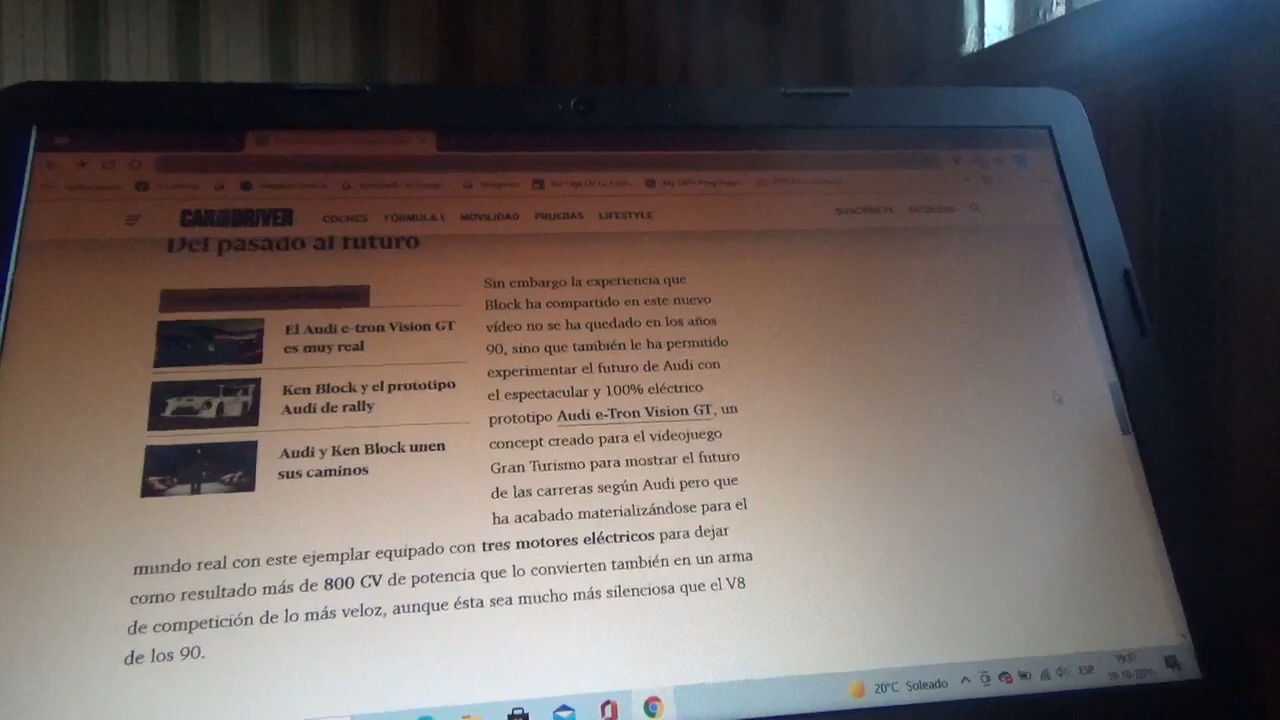 CAR AND DRIVER COCHES FÓRMULA 1 MOVILIDAD PRUEBAS LIFESTYLE SUSCRÍBETE
Del pasado al futuro
El Audi e-tron Vision GT
es muy real
Ken Block y el prototipo
Audi de rally
Audi y Ken Block unen
sus caminos
Sin embargo la experiencia que
Block ha compartido en este nuevo
vídeo no se ha quedado en los años
90, sino que también le ha permitido
experimentar el futuro de Audi con
el espectacular y 100% eléctrico
prototipo Audi e-Tron Vision GT, un
concept creado para el videojuego
Gran Turismo para mostrar el futuro
de las carreras según Audi pero que
ha acabado materializándose para el
mundo real con este ejemplar equipado con tres motores eléctricos para dejar
como resultado más de 800 CV de potencia que lo convierten también en un arma
de competición de lo más veloz, aunque ésta sea mucho más silenciosa que el V8
de los 90.
20°C Soleado ESP